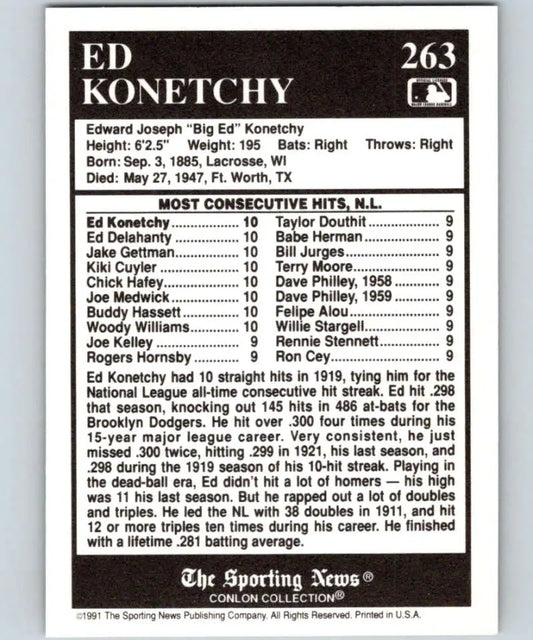 ED
KONETCHY
263
Edward Joseph "Big Ed" Konetchy
Height: 6'2.5" Weight: 195 Bats: Right Throws: Right
Born: Sep. 3, 1885, Lacrosse, WI
Died: May 27, 1947, Ft. Worth, TX
MOST CONSECUTIVE HITS, N.L.
Ed Konetchy.................. 10
Ed Delahanty ................ 10
Jake Gettman................ 10
Kiki Cuyler .................... 10
Chick Hafey................... 10
Joe Medwick................. 10
Buddy Hassett.............. 10
Woody Williams............ 10
Joe Kelley ..................... 9
Rogers Hornsby ........... 9
Taylor Douthit ................ 9
Babe Herman................. 9
Bill Jurges...................... 9
Terry Moore.................... 9
Dave Philley, 1958 .......... 9
Dave Philley, 1959 .......... 9
Felipe Alou..................... 9
Willie Stargell................. 9
Rennie Stennett.............. 9
Ron Cey......................... 9
Ed Konetchy had 10 straight hits in 1919, tying him for the
National League all-time consecutive hit streak. Ed hit .298
that season, knocking out 145 hits in 486 at-bats for the
Brooklyn Dodgers. He hit over .300 four times during his
15-year major league career. Very consistent, he just
missed .300 twice, hitting .299 in 1921, his last season, and
.298 during the 1919 season of his 10-hit streak. Playing in
the dead-ball era, Ed didn't hit a lot of homers — his high
was 11 his last season. But he rapped out a lot of doubles
and triples. He led the NL with 38 doubles in 1911, and hit
12 or more triples ten times during his career. He finished
with a lifetime .281 batting average.
The Sporting News®
CONLON COLLECTION®
©1991 The Sporting News Publishing Company. All Rights Reserved. Printed in U.S.A.